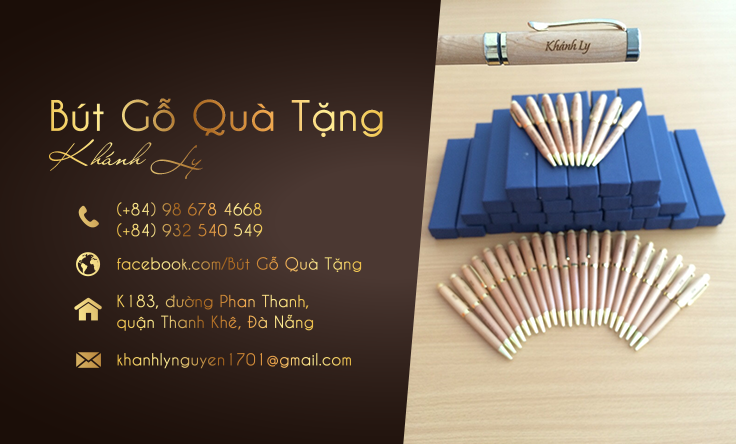 Bút Gỗ Quà Tặng
Khánh Ly
(+84) 98 678 4668
(+84) 932 540 549
facebook.com/Bút Gỗ Quà Tặng
K183, đường Phan Thanh,
quận Thanh Khê, Đà Nẵng
khanhlynguyen1701@gmail.com
Khánh Ly